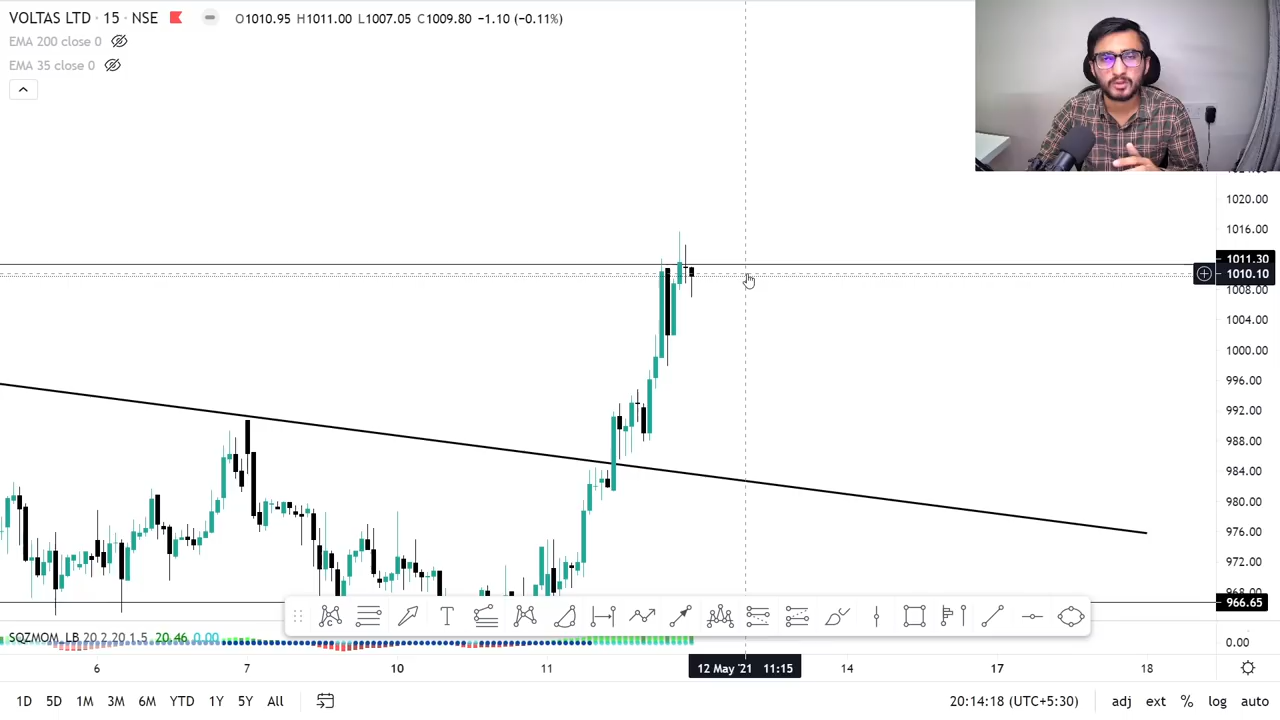 VOLTAS LTD · 15 · NSE O1010.95 H1011.00 L1007.05 C1009.80 −1.10 (−0.11%)
EMA 200 close 0
EMA 35 close 0
1020.00
1016.00
1011.30
1010.10
1008.00
1004.00
1000.00
996.00
992.00
988.00
984.00
980.00
976.00
972.00
966.65
SQZMOM_LB 20 2 20 1.5 20.46 0.00
0.00
6 7 10 11 12 May '21 11:15 14 17 18
1D 5D 1M 3M 6M YTD 1Y 5Y All 20:14:18 (UTC+5:30) adj ext % log auto